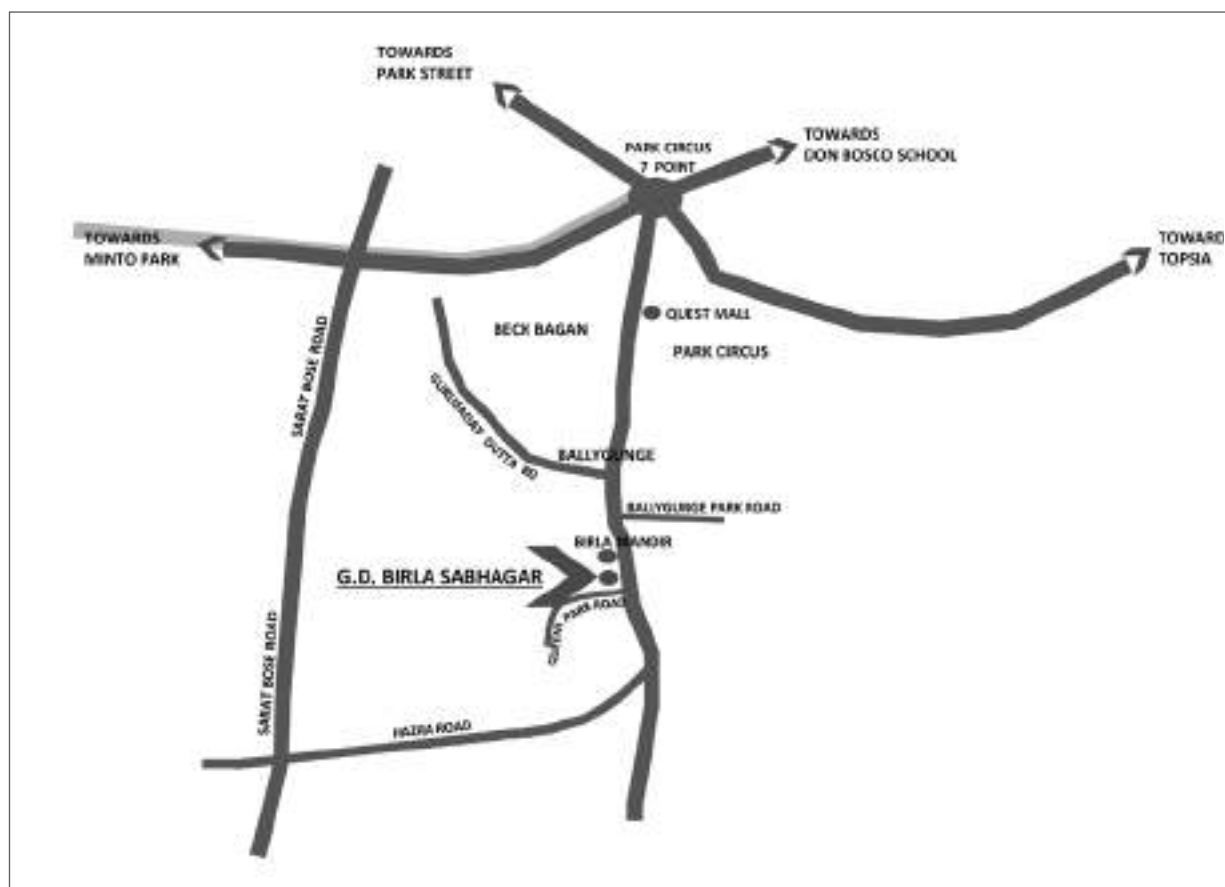 TOWARDS
PARK STREET
PARK CIRCUS
7 POINT
TOWARDS
DON BOSCO SCHOOL
TOWARDS
MINTO PARK
TOWARD
TOPSIA
QUEST MALL
BECK BAGAN
PARK CIRCUS
SARAT BOSE ROAD
GURUSADAY DUTTA RD
BALLYGUNGE
BALLYGUNGE PARK ROAD
BIRLA MANDIR
G.D. BIRLA SABHAGAR
PARK ROAD
SARAT BOSE ROAD
HAZRA ROAD